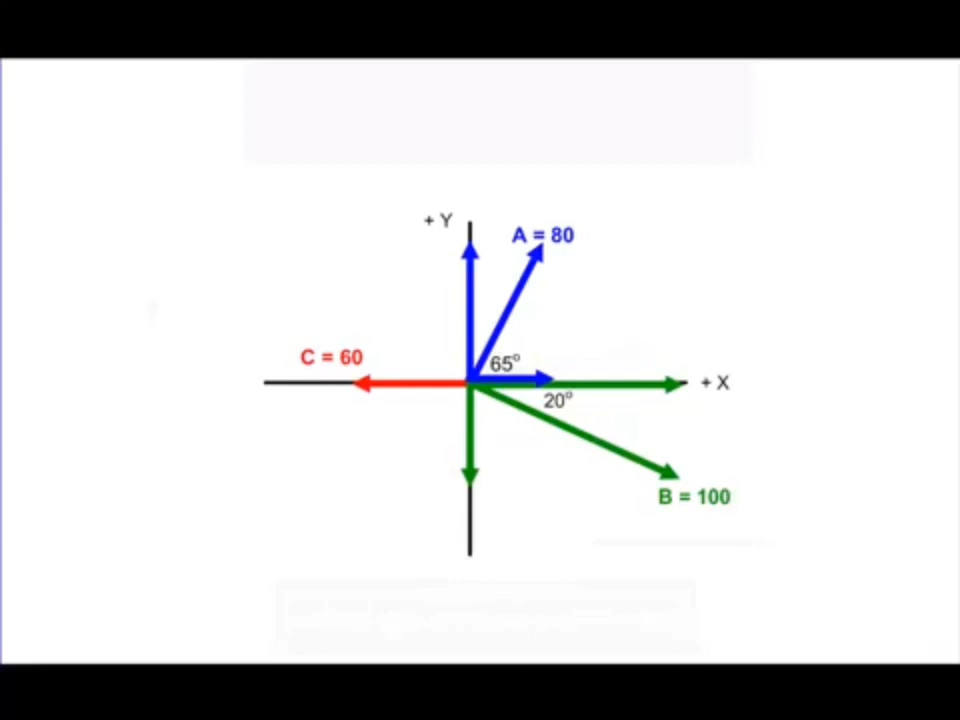 + Y
A = 80
C = 60
65°
+ X
20°
B = 100